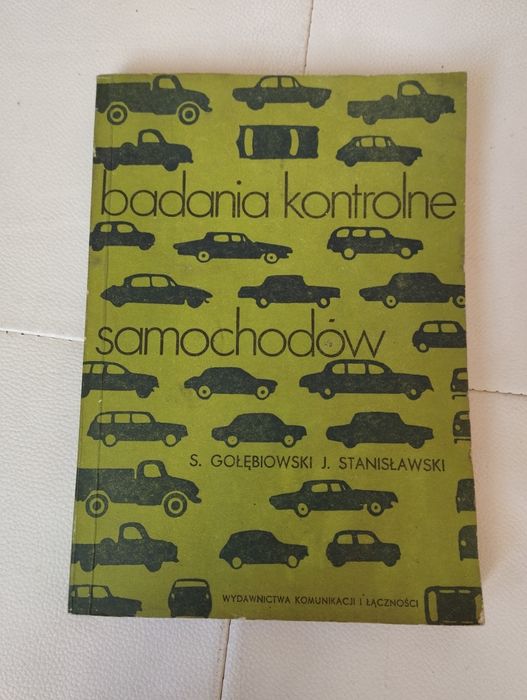 badania kontrolne
samochodów
S. GOŁĘBIOWSKI J. STANISŁAWSKI
WYDAWNICTWA KOMUNIKACJI I ŁĄCZNOŚCI